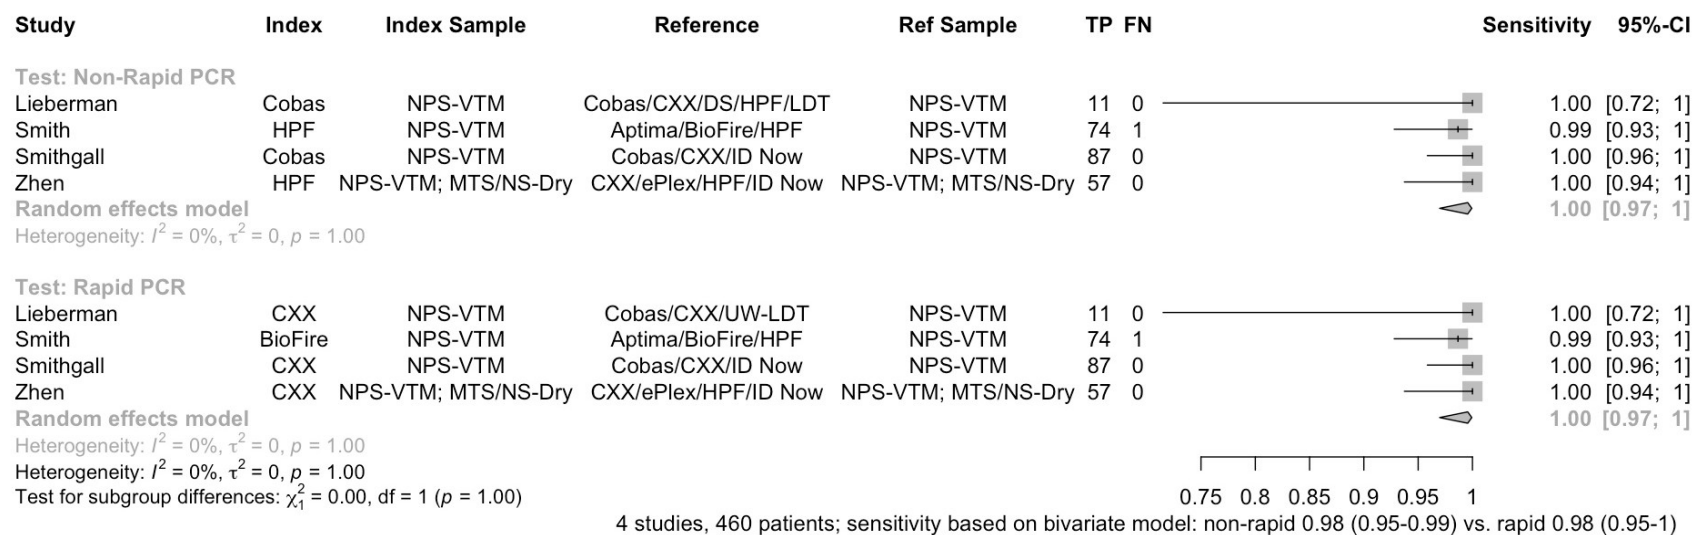 Study Index Index Sample Reference Ref Sample TP FN Sensitivity 95%-CI
Test: Non-Rapid PCR
Lieberman Cobas NPS-VTM Cobas/CXX/DS/HPF/LDT NPS-VTM 11 0 1.00 [0.72; 1]
Smith HPF NPS-VTM Aptima/BioFire/HPF NPS-VTM 74 1 0.99 [0.93; 1]
Smithgall Cobas NPS-VTM Cobas/CXX/ID Now NPS-VTM 87 0 1.00 [0.96; 1]
Zhen HPF NPS-VTM; MTS/NS-Dry CXX/ePlex/HPF/ID Now NPS-VTM; MTS/NS-Dry 57 0 1.00 [0.94; 1]
Random effects model 1.00 [0.97; 1]
Heterogeneity: I² = 0%, τ² = 0, p = 1.00
Test: Rapid PCR
Lieberman CXX NPS-VTM Cobas/CXX/UW-LDT NPS-VTM 11 0 1.00 [0.72; 1]
Smith BioFire NPS-VTM Aptima/BioFire/HPF NPS-VTM 74 1 0.99 [0.93; 1]
Smithgall CXX NPS-VTM Cobas/CXX/ID Now NPS-VTM 87 0 1.00 [0.96; 1]
Zhen CXX NPS-VTM; MTS/NS-Dry CXX/ePlex/HPF/ID Now NPS-VTM; MTS/NS-Dry 57 0 1.00 [0.94; 1]
Random effects model 1.00 [0.97; 1]
Heterogeneity: I² = 0%, τ² = 0, p = 1.00
Heterogeneity: I² = 0%, τ² = 0, p = 1.00
Test for subgroup differences: χ²₁ = 0.00, df = 1 (p = 1.00)
0.75 0.8 0.85 0.9 0.95 1
4 studies, 460 patients; sensitivity based on bivariate model: non-rapid 0.98 (0.95-0.99) vs. rapid 0.98 (0.95-1)